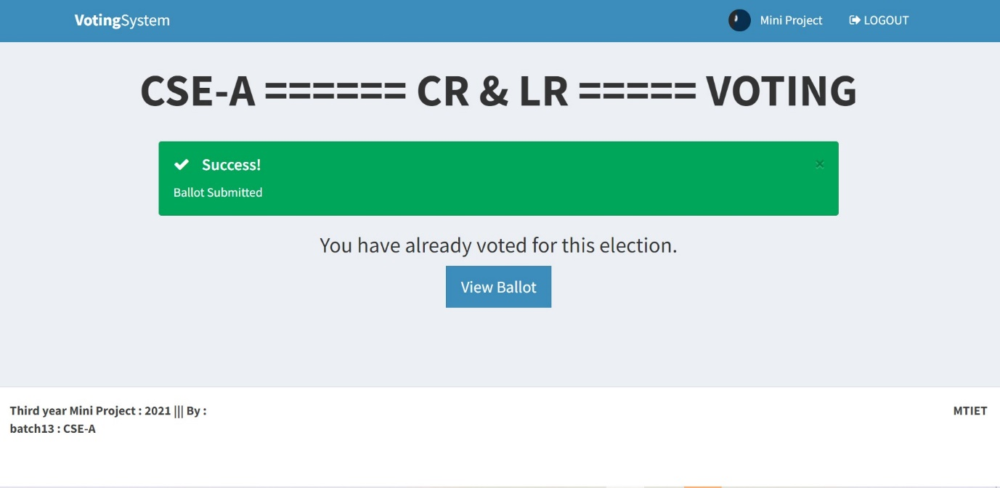 VotingSystem
Mini Project
LOGOUT
CSE-A ====== CR & LR ===== VOTING
Success!
×
Ballot Submitted
You have already voted for this election.
View Ballot
Third year Mini Project : 2021 ||| By :
MTIET
batch13 : CSE-A